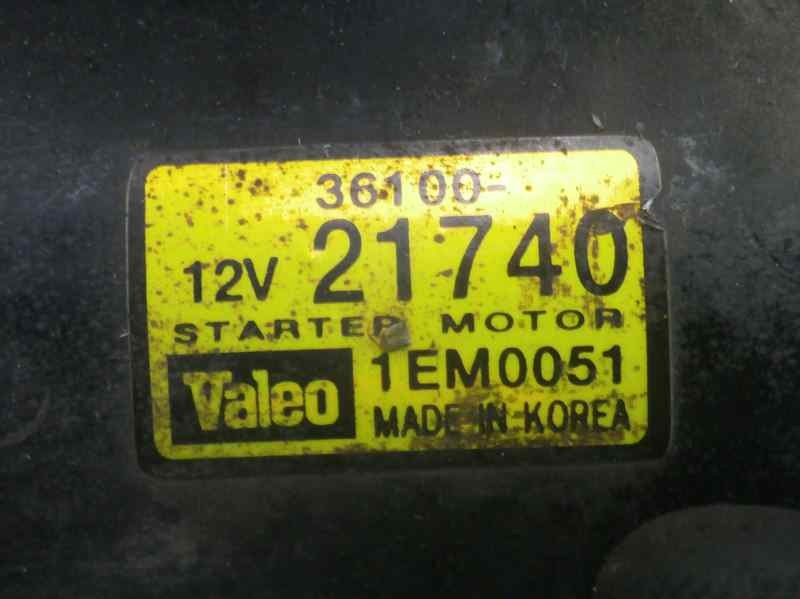 36100-
12V 21740
STARTER MOTOR
Valeo 1EM0051
MADE IN KOREA